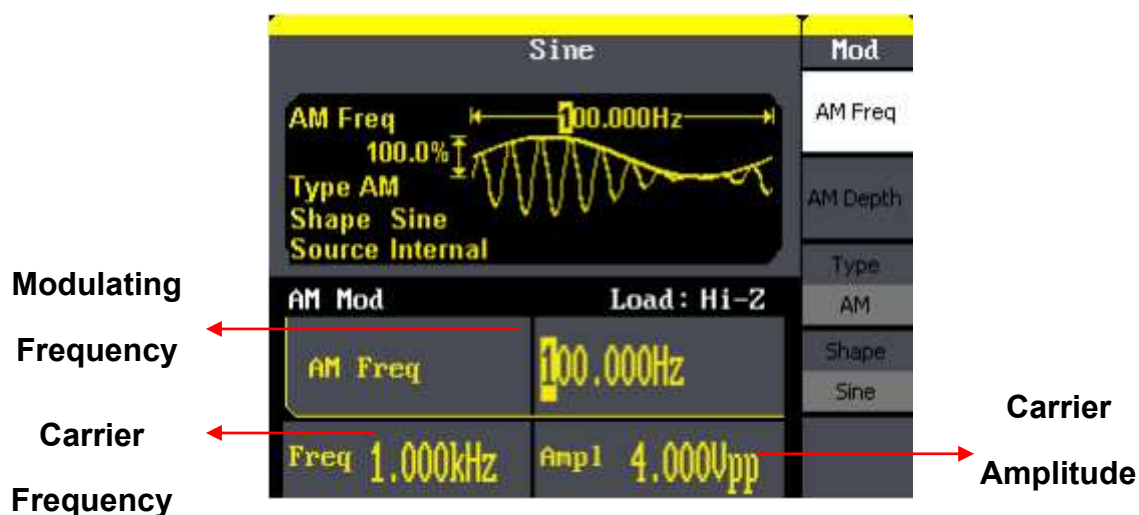 Sine
Mod
AM Freq
100.000Hz
100.0%
Type AM
Shape Sine
Source Internal
AM Freq
AM Depth
Type
AM
Shape
Sine
AM Mod
Load: Hi-Z
AM Freq
100.000Hz
Freq 1.000kHz
Ampl 4.000Vpp
Modulating
Frequency
Carrier
Frequency
Carrier
Amplitude